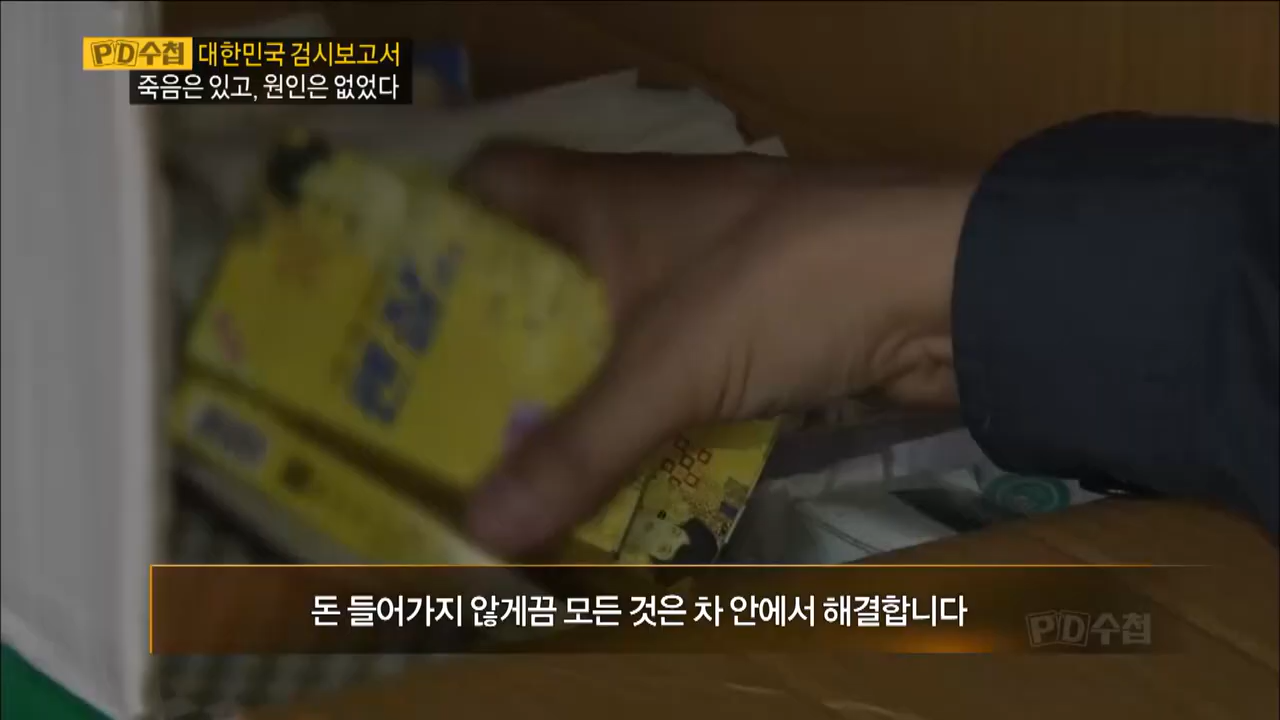 PD수첩 대한민국 검시보고서
죽음은 있고, 원인은 없었다
돈 들어가지 않게끔 모든 것은 차 안에서 해결합니다
PD수첩